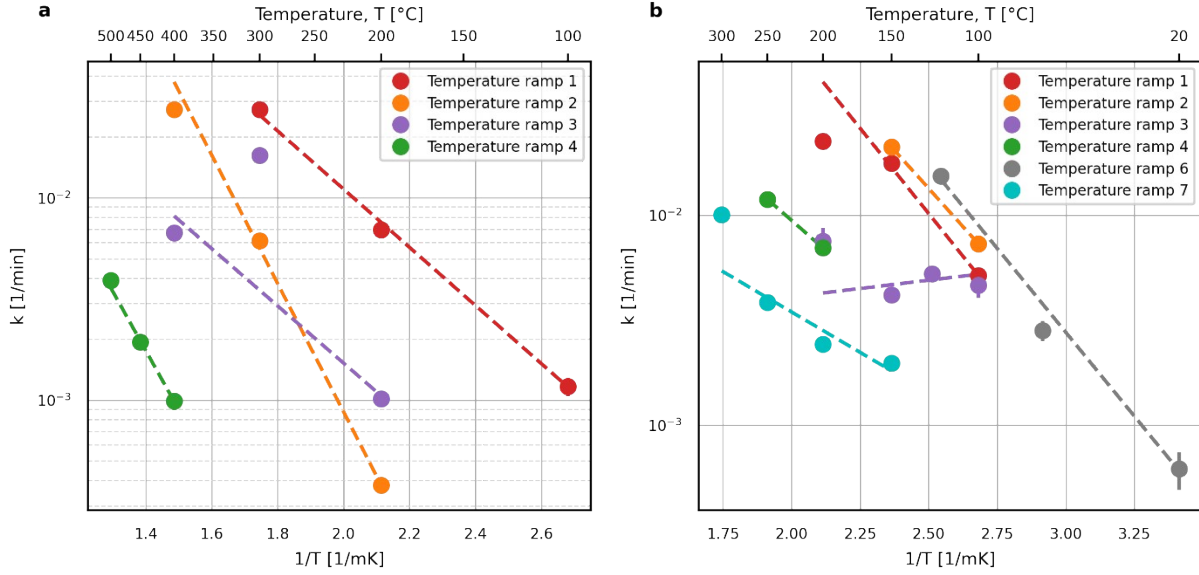 a
Temperature, T [°C]
500 450 400 350 300 250 200 150 100
Temperature ramp 1
Temperature ramp 2
Temperature ramp 3
Temperature ramp 4
k [1/min]
10⁻²
10⁻³
1.4 1.6 1.8 2.0 2.2 2.4 2.6
1/T [1/mK]
b
Temperature, T [°C]
300 250 200 150 100 20
Temperature ramp 1
Temperature ramp 2
Temperature ramp 3
Temperature ramp 4
Temperature ramp 6
Temperature ramp 7
k [1/min]
10⁻²
10⁻³
1.75 2.00 2.25 2.50 2.75 3.00 3.25
1/T [1/mK]